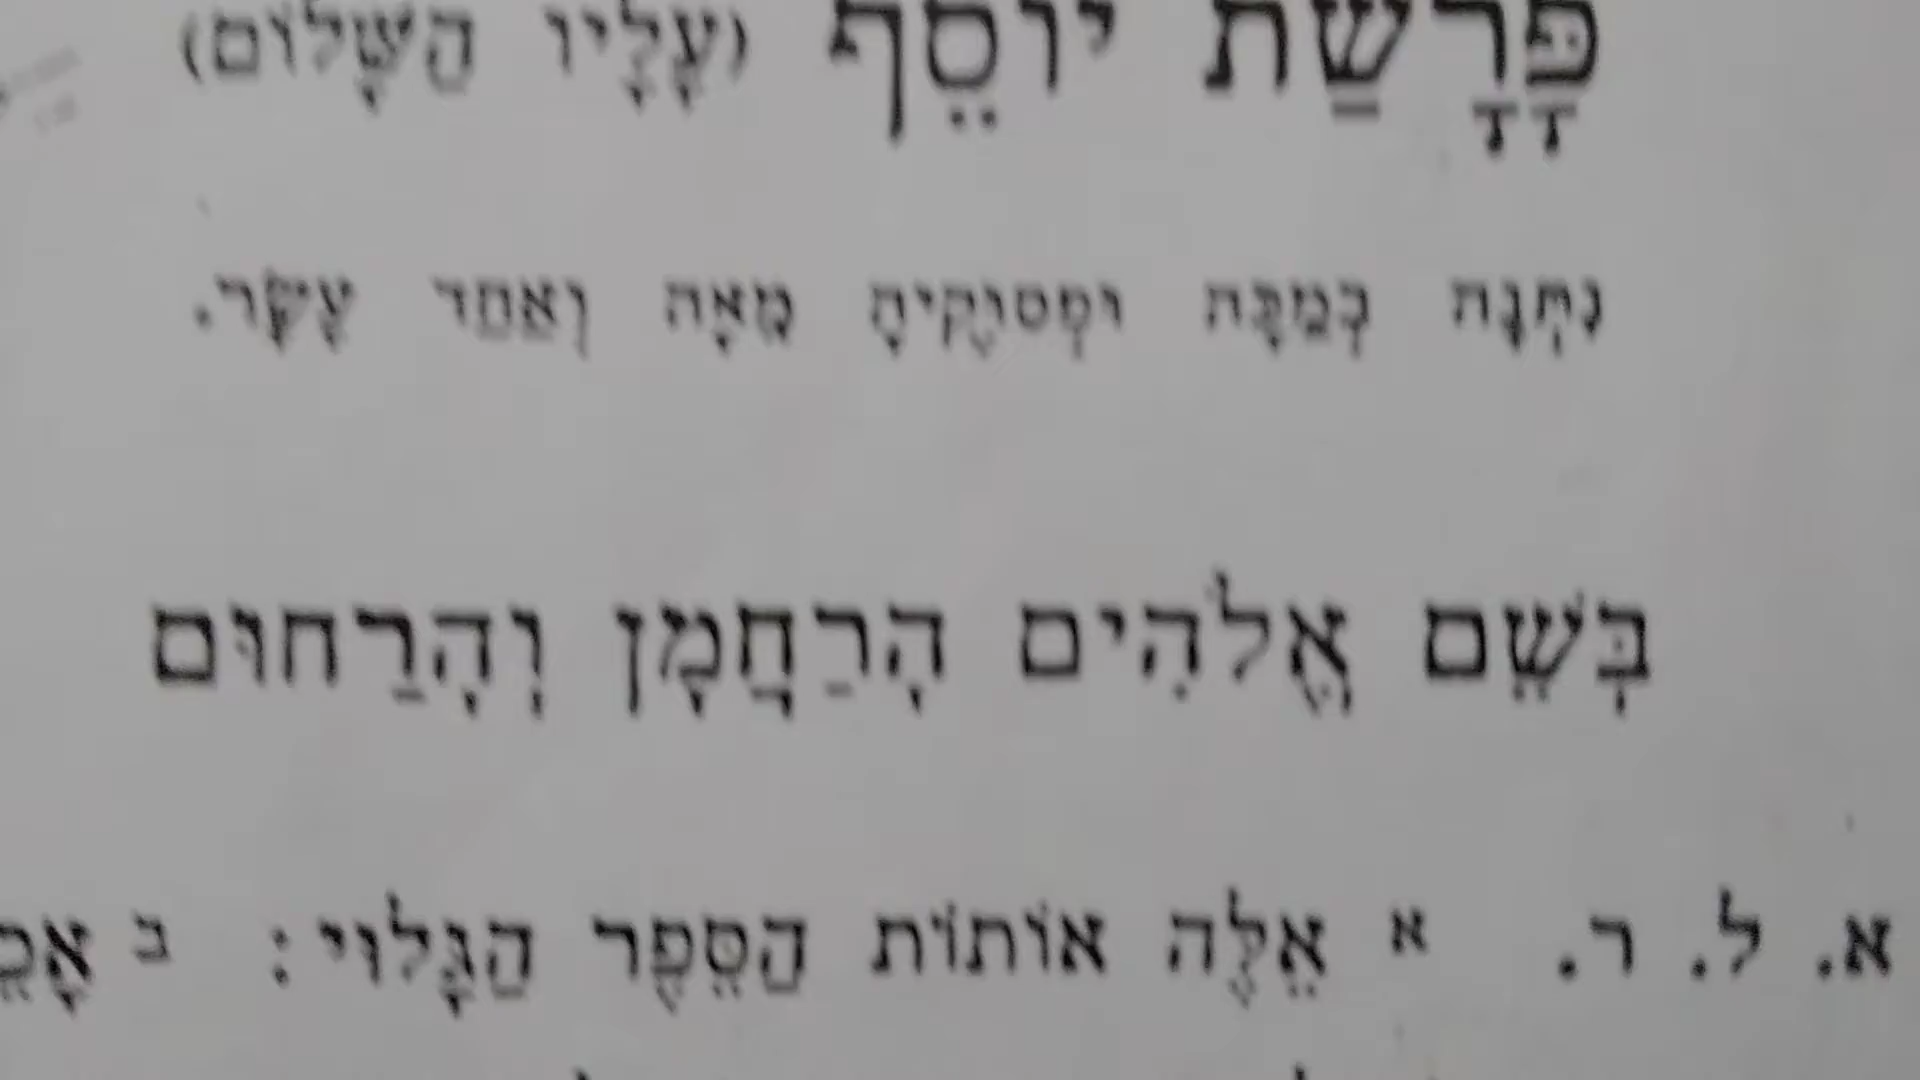 פָּרָשַׁת יוֹסֵף (עָלָיו הַשָּׁלוֹם)
נִתְּנָה בְּמַכָּה וּפְסוּקֶיהָ מֵאָה וְאַחַד עָשָׂר.
בְּשֵׁם אֱלֹהִים הָרַחֲמָן וְהָרַחוּם
א. ל. ר. א אֵלֶּה אוֹתוֹת הַסֵּפֶר הַגָּלוּי: ב